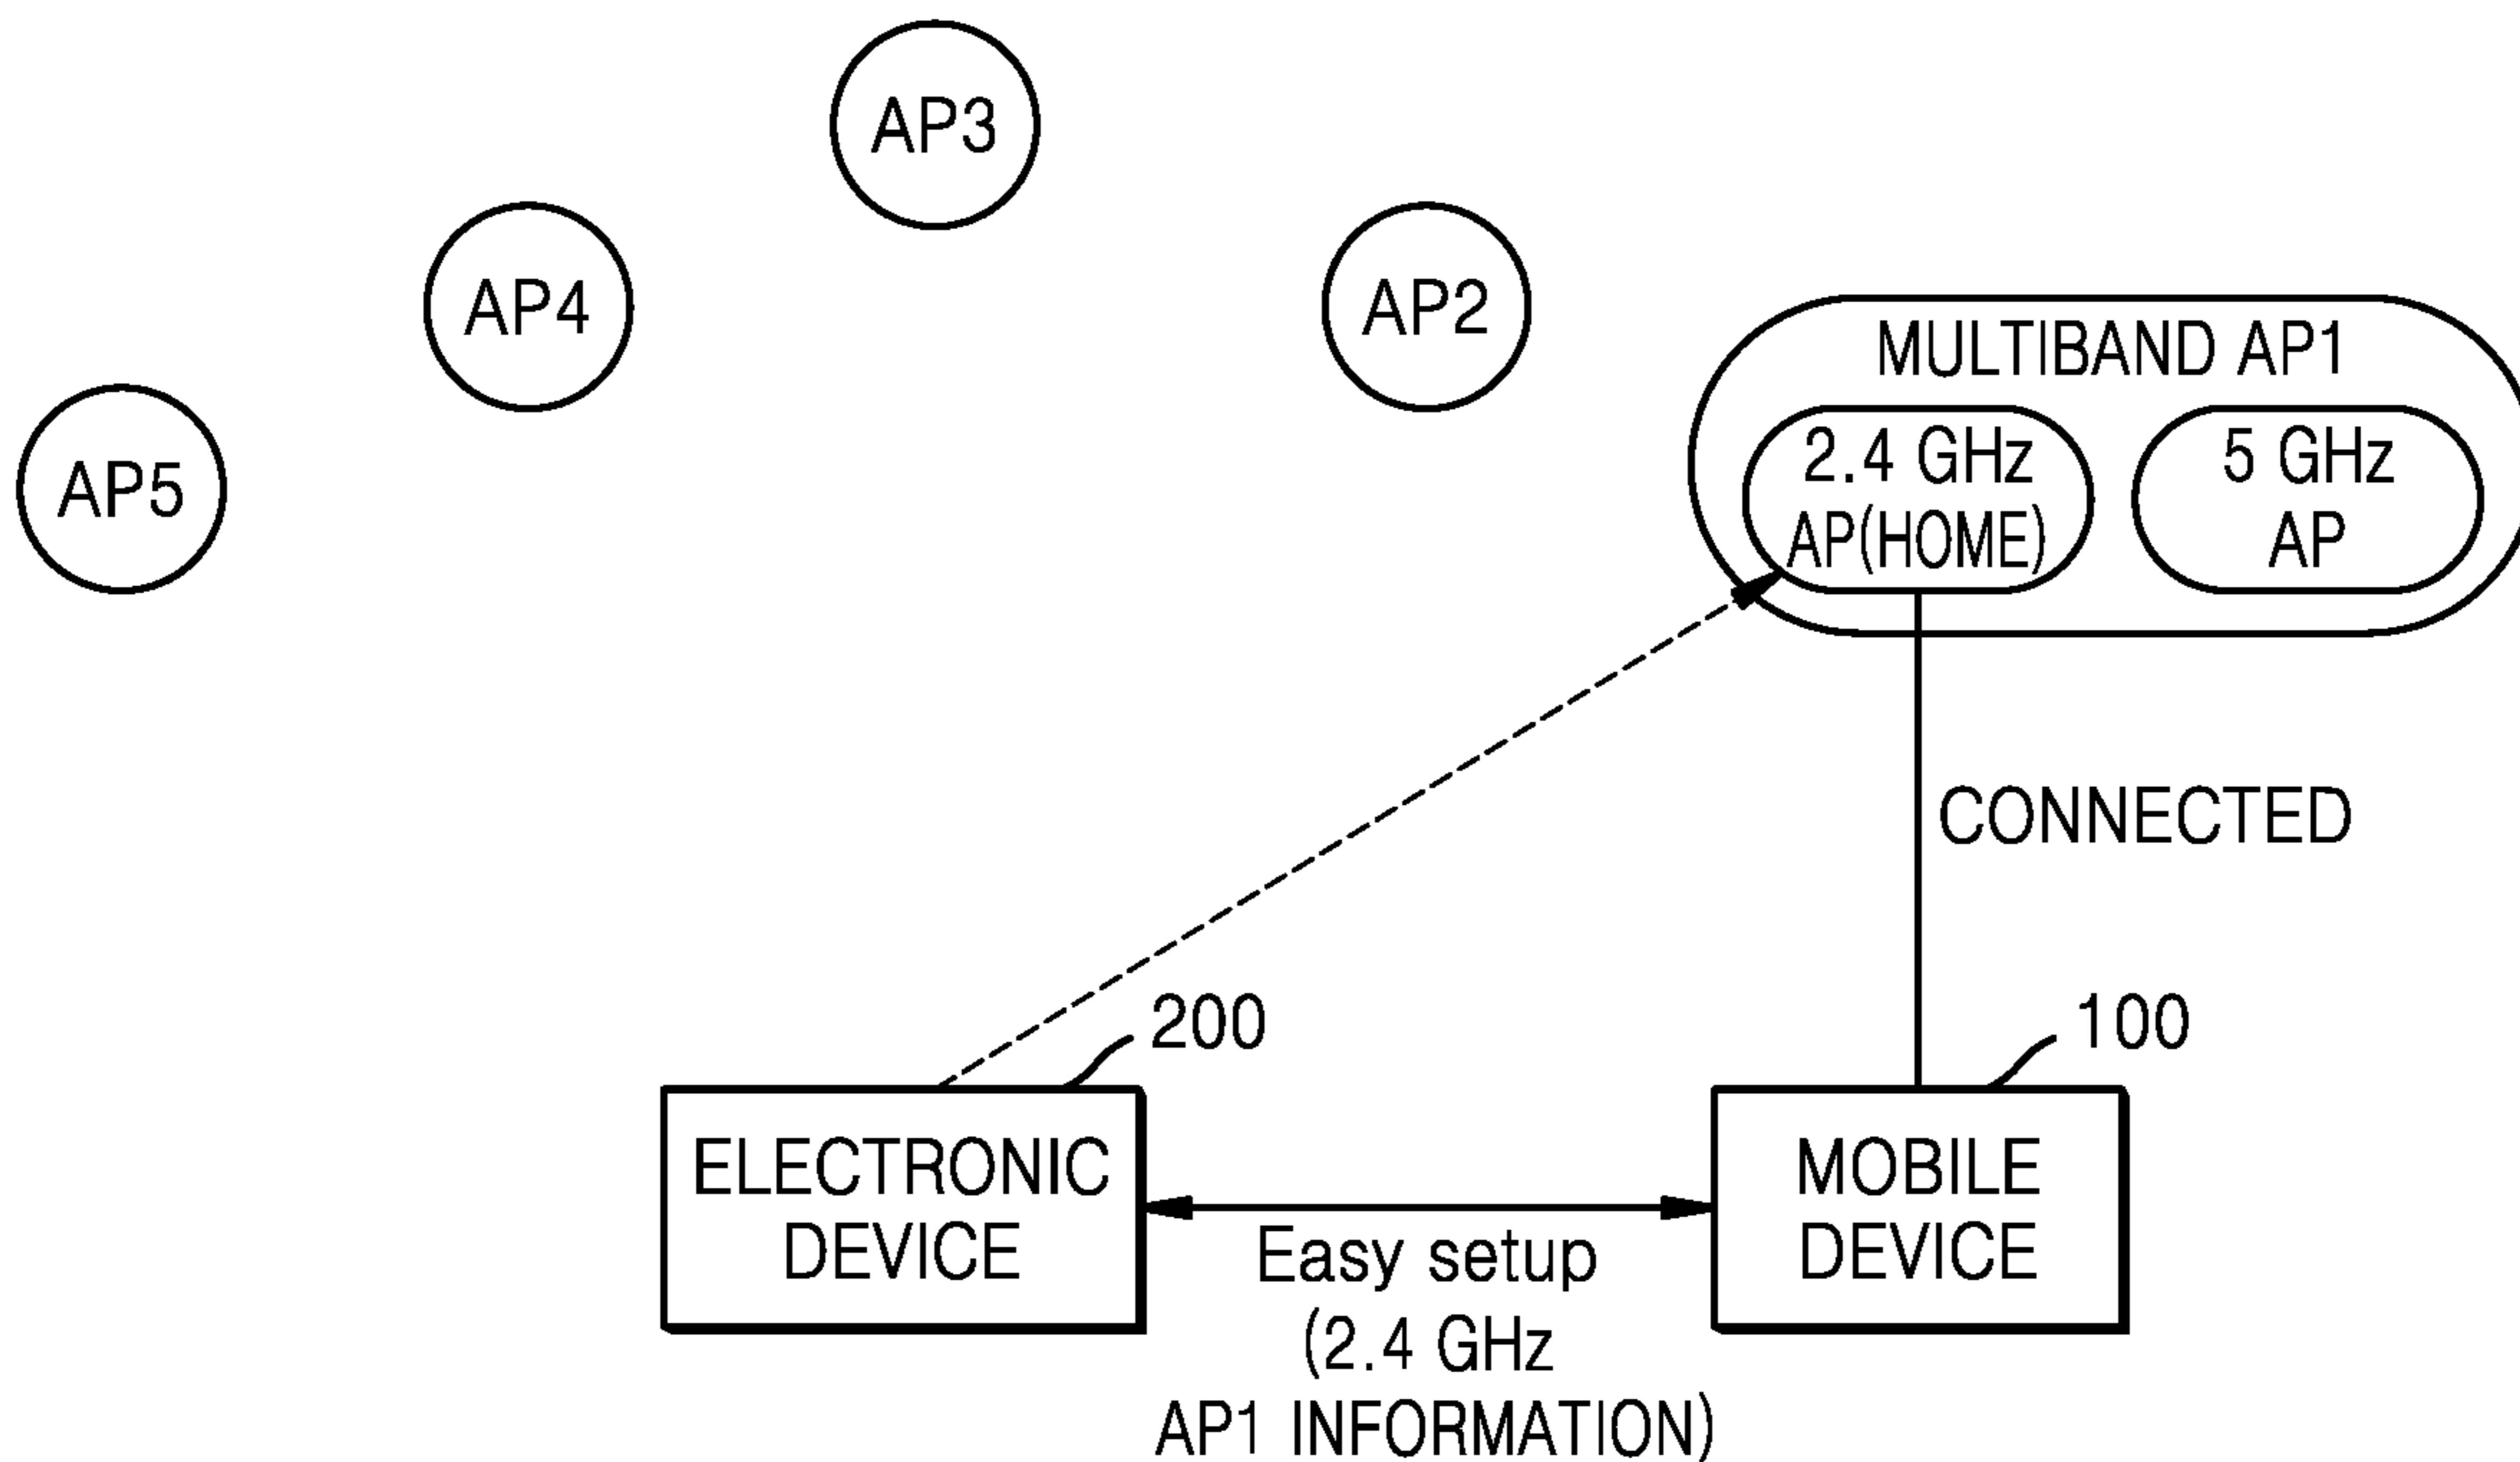 AP3
AP4
AP2
MULTIBAND AP1
2.4 GHz
AP(HOME)
5 GHz
AP
AP5
CONNECTED
200
100
ELECTRONIC
DEVICE
MOBILE
DEVICE
Easy setup
(2.4 GHz
AP1 INFORMATION)